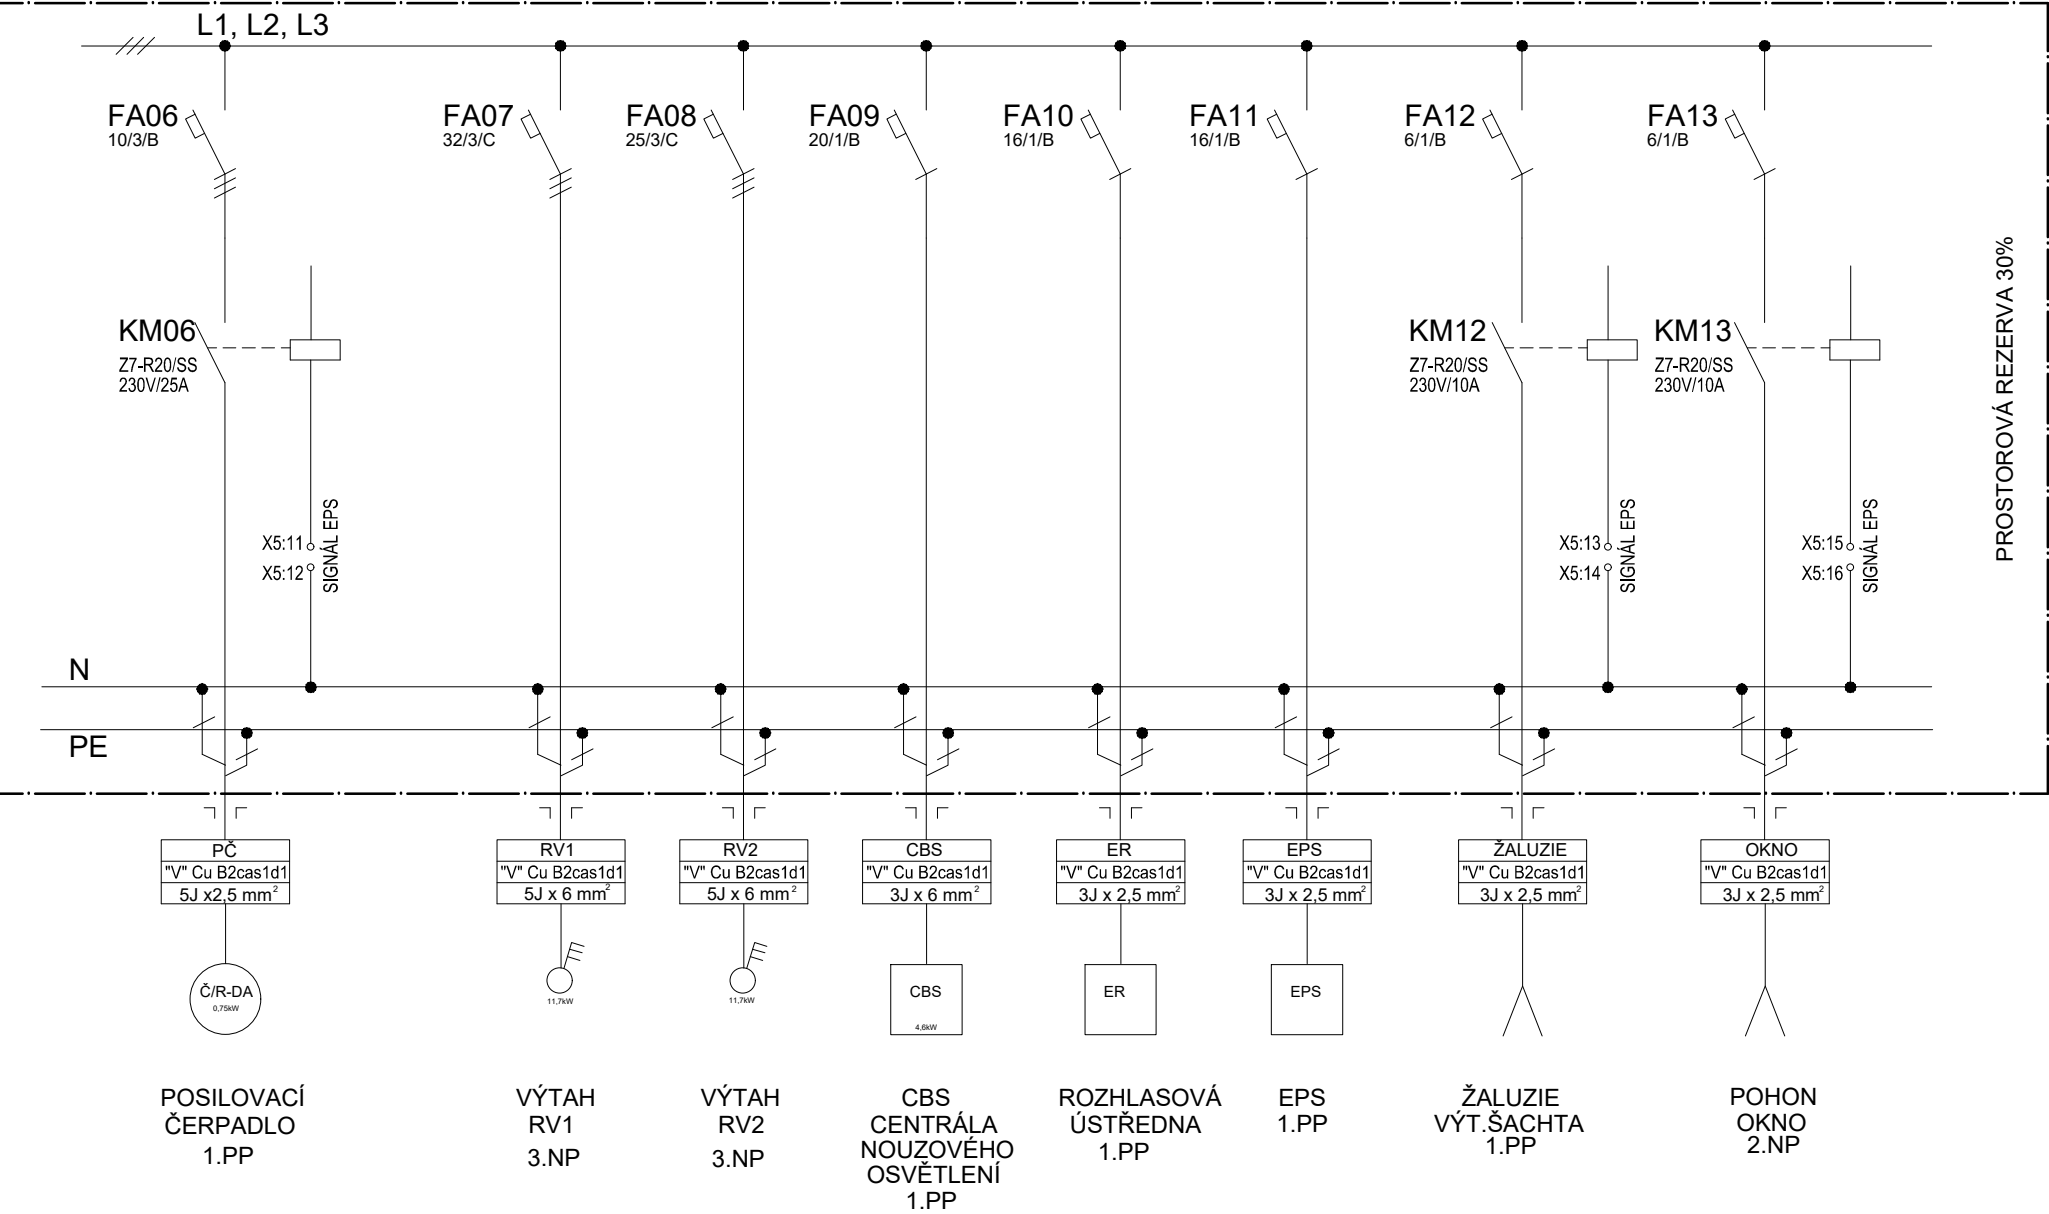 L1, L2, L3
FA06
10/3/B
FA07
32/3/C
FA08
25/3/C
FA09
20/1/B
FA10
16/1/B
FA11
16/1/B
FA12
6/1/B
FA13
6/1/B
KM06
Z7-R20/SS
230V/25A
KM12
Z7-R20/SS
230V/10A
KM13
Z7-R20/SS
230V/10A
PROSTOROVÁ REZERVA 30%
X5:11
X5:12
SIGNÁL EPS
X5:13
X5:14
SIGNÁL EPS
X5:15
X5:16
SIGNÁL EPS
N
PE
PČ
"V" Cu B2cas1d1
5J x2,5 mm²
RV1
"V" Cu B2cas1d1
5J x 6 mm²
RV2
"V" Cu B2cas1d1
5J x 6 mm²
CBS
"V" Cu B2cas1d1
3J x 6 mm²
ER
"V" Cu B2cas1d1
3J x 2,5 mm²
EPS
"V" Cu B2cas1d1
3J x 2,5 mm²
ŽALUZIE
"V" Cu B2cas1d1
3J x 2,5 mm²
OKNO
"V" Cu B2cas1d1
3J x 2,5 mm²
Č/R-DA
0,75kW
11,7kW
11,7kW
CBS
4,6kW
ER
EPS
POSILOVACÍ
ČERPADLO
1.PP
VÝTAH
RV1
3.NP
VÝTAH
RV2
3.NP
CBS
CENTRÁLA
NOUZOVÉHO
OSVĚTLENÍ
1.PP
ROZHLASOVÁ
ÚSTŘEDNA
1.PP
EPS
1.PP
ŽALUZIE
VÝT.ŠACHTA
1.PP
POHON
OKNO
2.NP